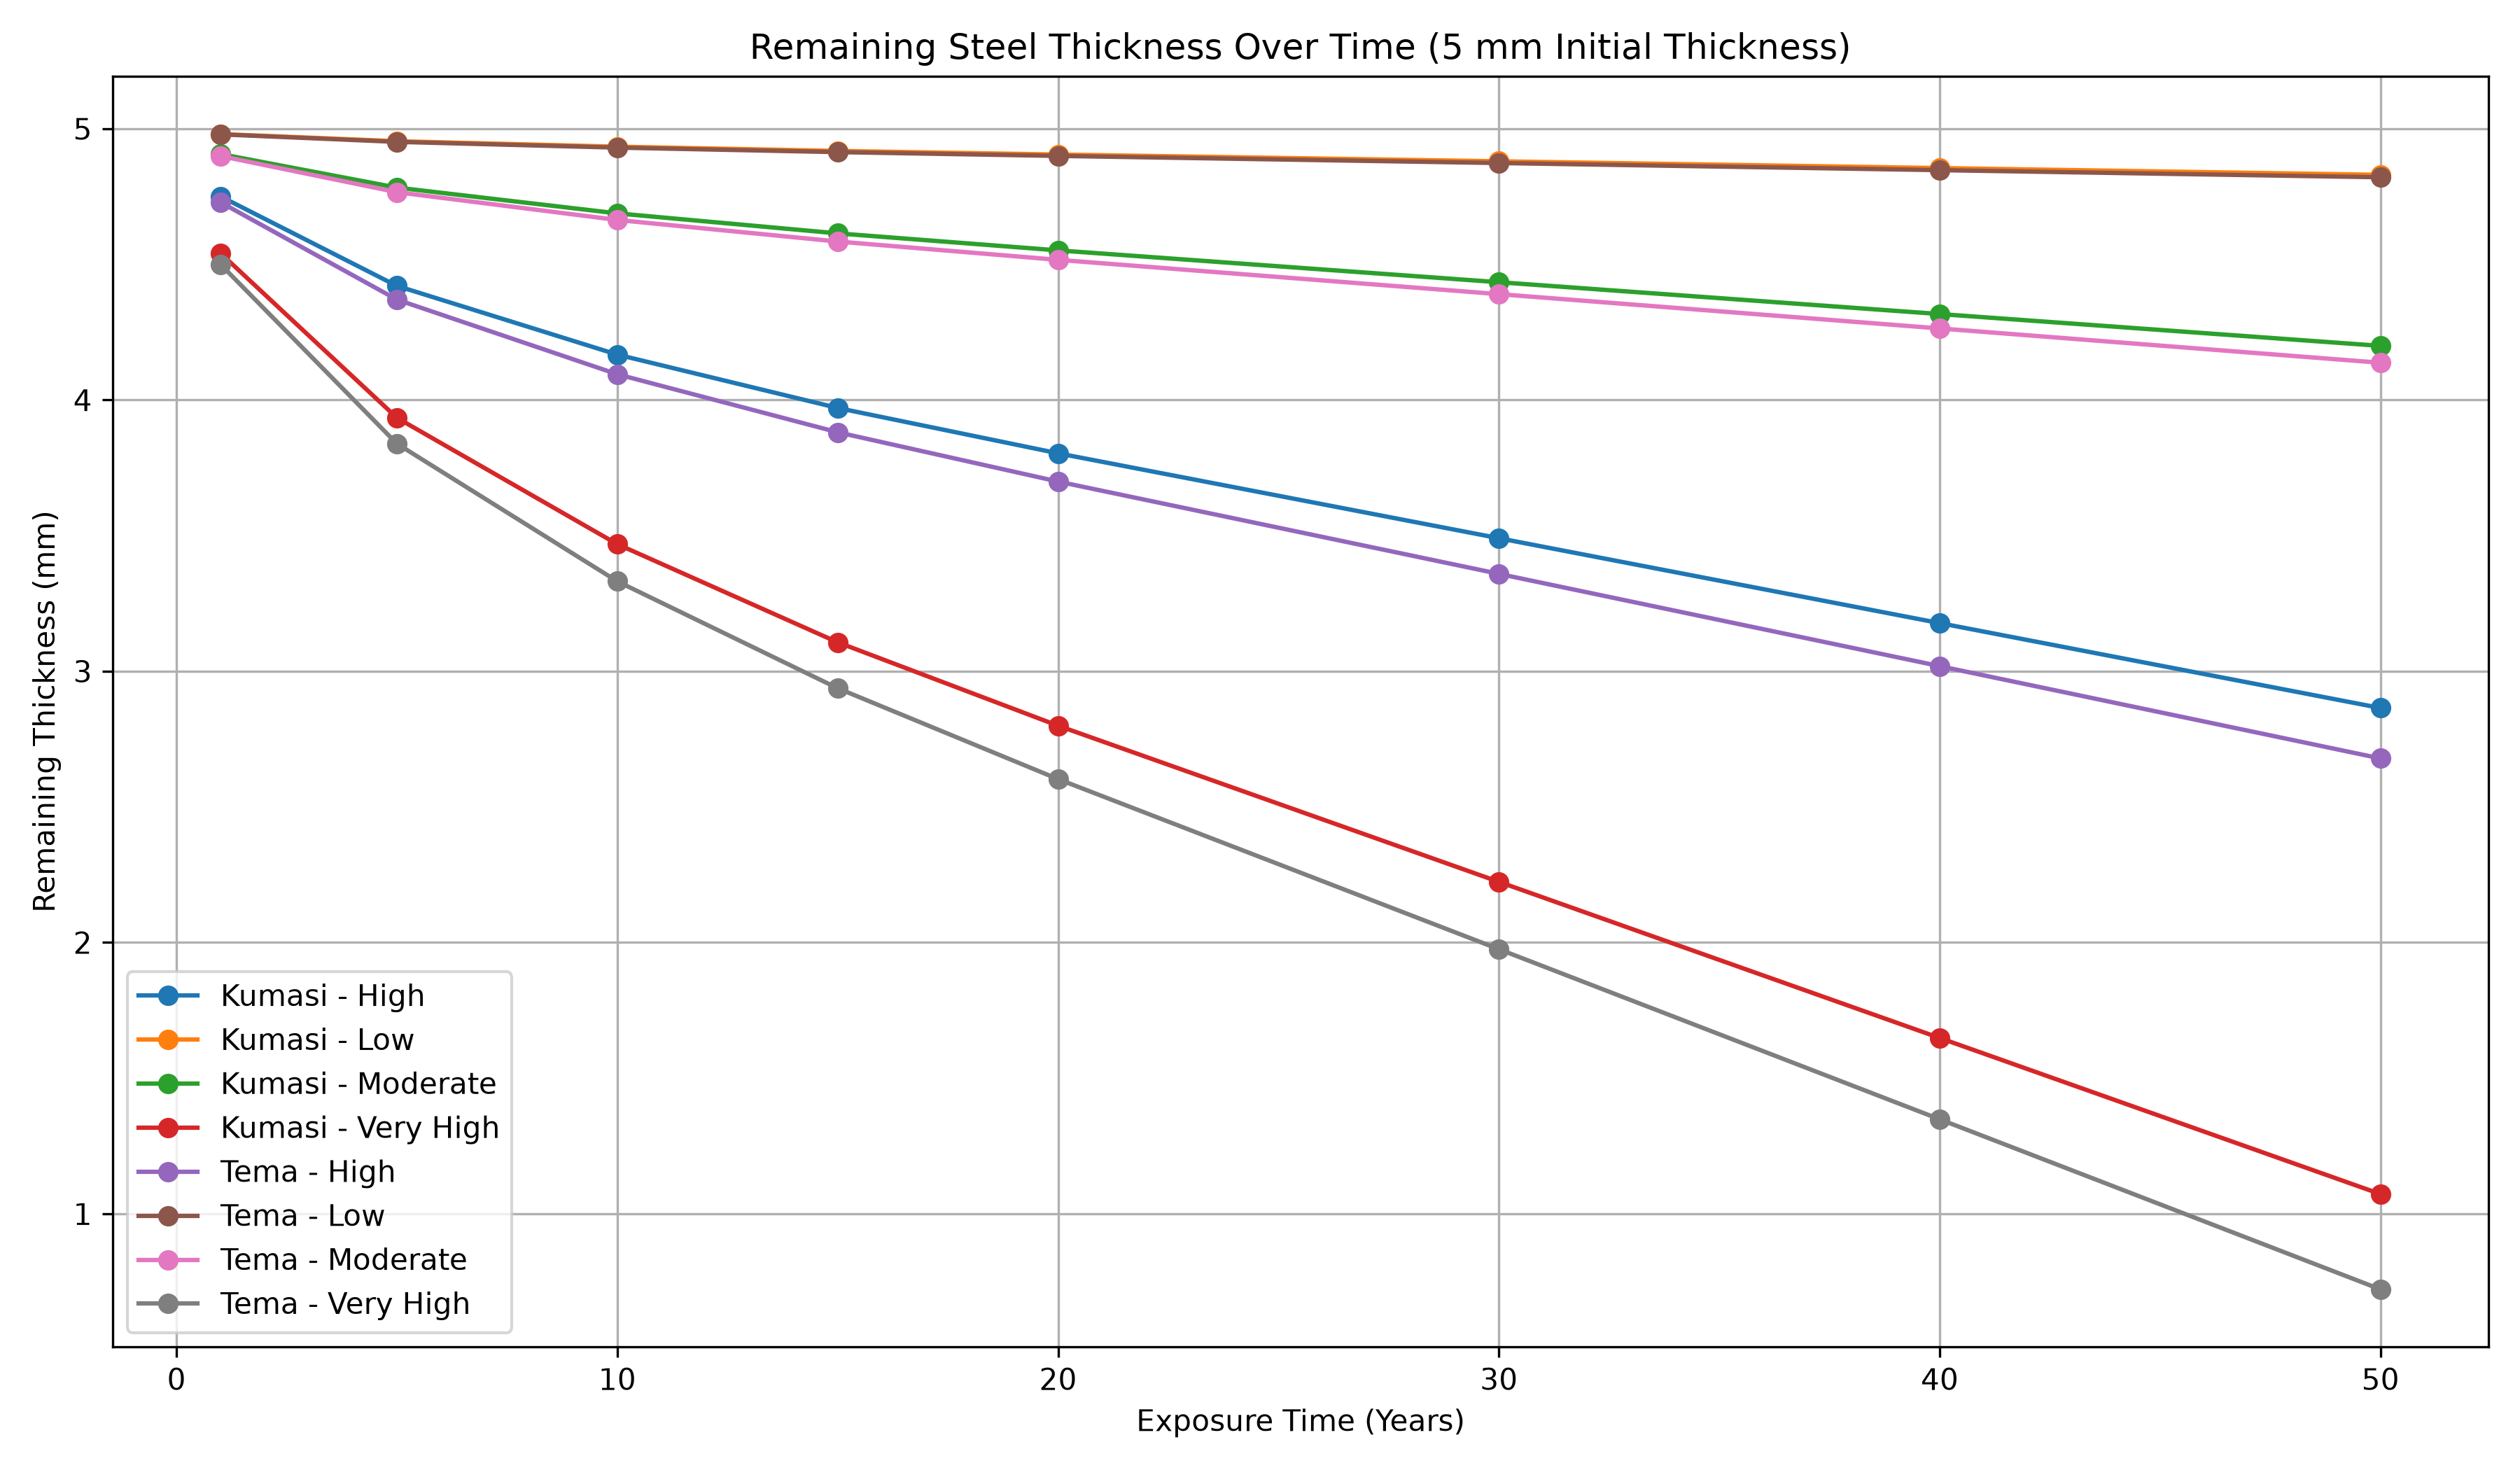 Remaining Steel Thickness Over Time (5 mm Initial Thickness)
Remaining Thickness (mm)
5
4
3
2
1
Kumasi - High
Kumasi - Low
Kumasi - Moderate
Kumasi - Very High
Tema - High
Tema - Low
Tema - Moderate
Tema - Very High
0 10 20 30 40 50
Exposure Time (Years)